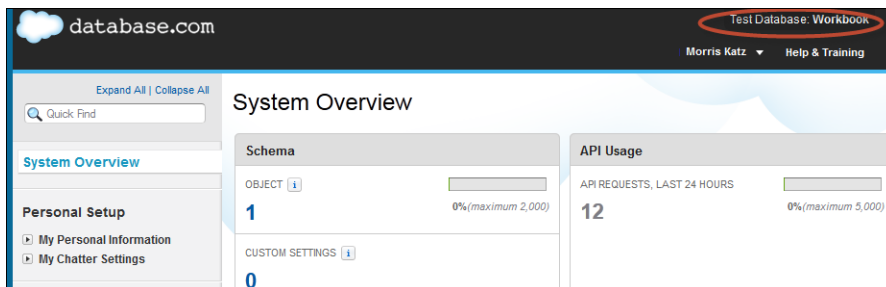 database.com
Test Database: Workbook
Morris Katz
Help & Training
Expand All | Collapse All
Quick Find
System Overview
Personal Setup
My Personal Information
My Chatter Settings
System Overview
Schema
OBJECT i
1
0%(maximum 2,000)
CUSTOM SETTINGS i
0
API Usage
API REQUESTS, LAST 24 HOURS
12
0%(maximum 5,000)